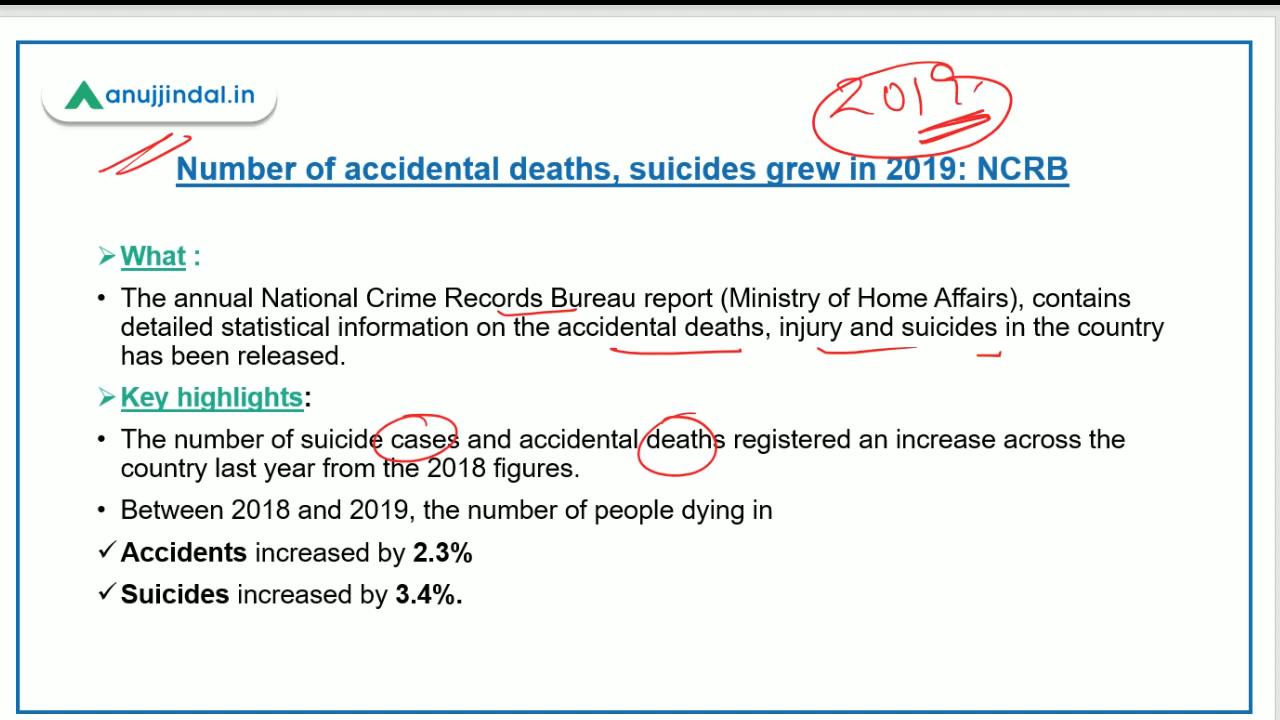 anujjindal.in
2019
Number of accidental deaths, suicides grew in 2019: NCRB
➢ What :
• The annual National Crime Records Bureau report (Ministry of Home Affairs), contains
detailed statistical information on the accidental deaths, injury and suicides in the country
has been released.
➢ Key highlights:
• The number of suicide cases and accidental deaths registered an increase across the
country last year from the 2018 figures.
• Between 2018 and 2019, the number of people dying in
✓ Accidents increased by 2.3%
✓ Suicides increased by 3.4%.